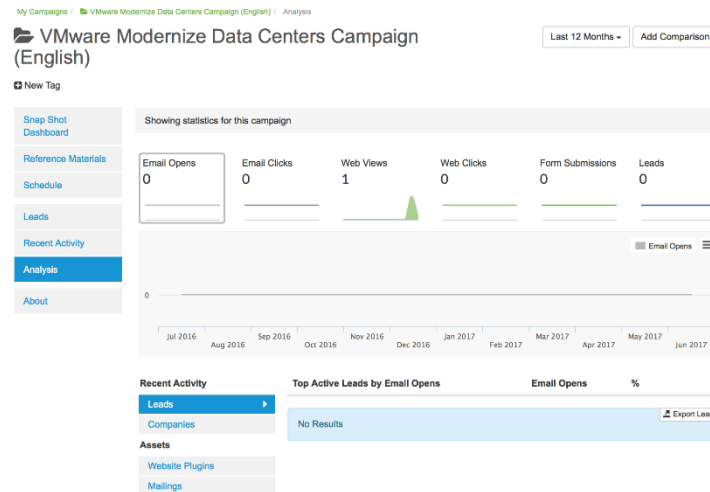 My Campaigns / VMware Modernize Data Centers Campaign (English) / Analysis
VMware Modernize Data Centers Campaign
(English)
Last 12 Months
Add Comparison
New Tag
Snap Shot
Dashboard
Reference Materials
Schedule
Leads
Recent Activity
Analysis
About
Showing statistics for this campaign
Email Opens Email Clicks Web Views Web Clicks Form Submissions Leads
0 0 1 0 0 0
Email Opens
0
Jul 2016 Aug 2016 Sep 2016 Oct 2016 Nov 2016 Dec 2016 Jan 2017 Feb 2017 Mar 2017 Apr 2017 May 2017 Jun 2017
Recent Activity
Leads
Companies
Assets
Website Plugins
Mailings
Top Active Leads by Email Opens Email Opens %
Export Lea
No Results